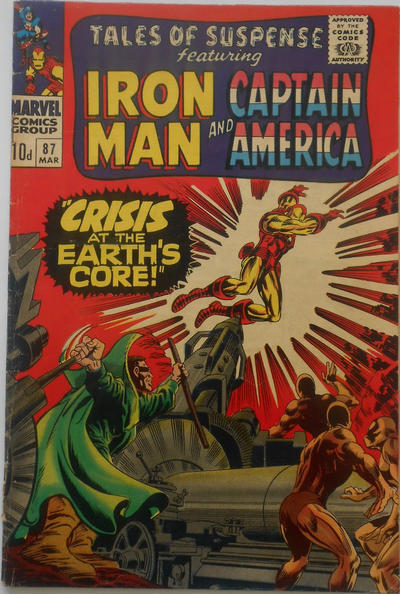 TALES OF SUSPENSE
featuring
IRON
MAN
AND
CAPTAIN
AMERICA
APPROVED
BY THE
COMICS
CODE
AUTHORITY
MARVEL
COMICS
GROUP
10d
87
MAR
"CRISIS
AT THE
EARTH'S
CORE!"